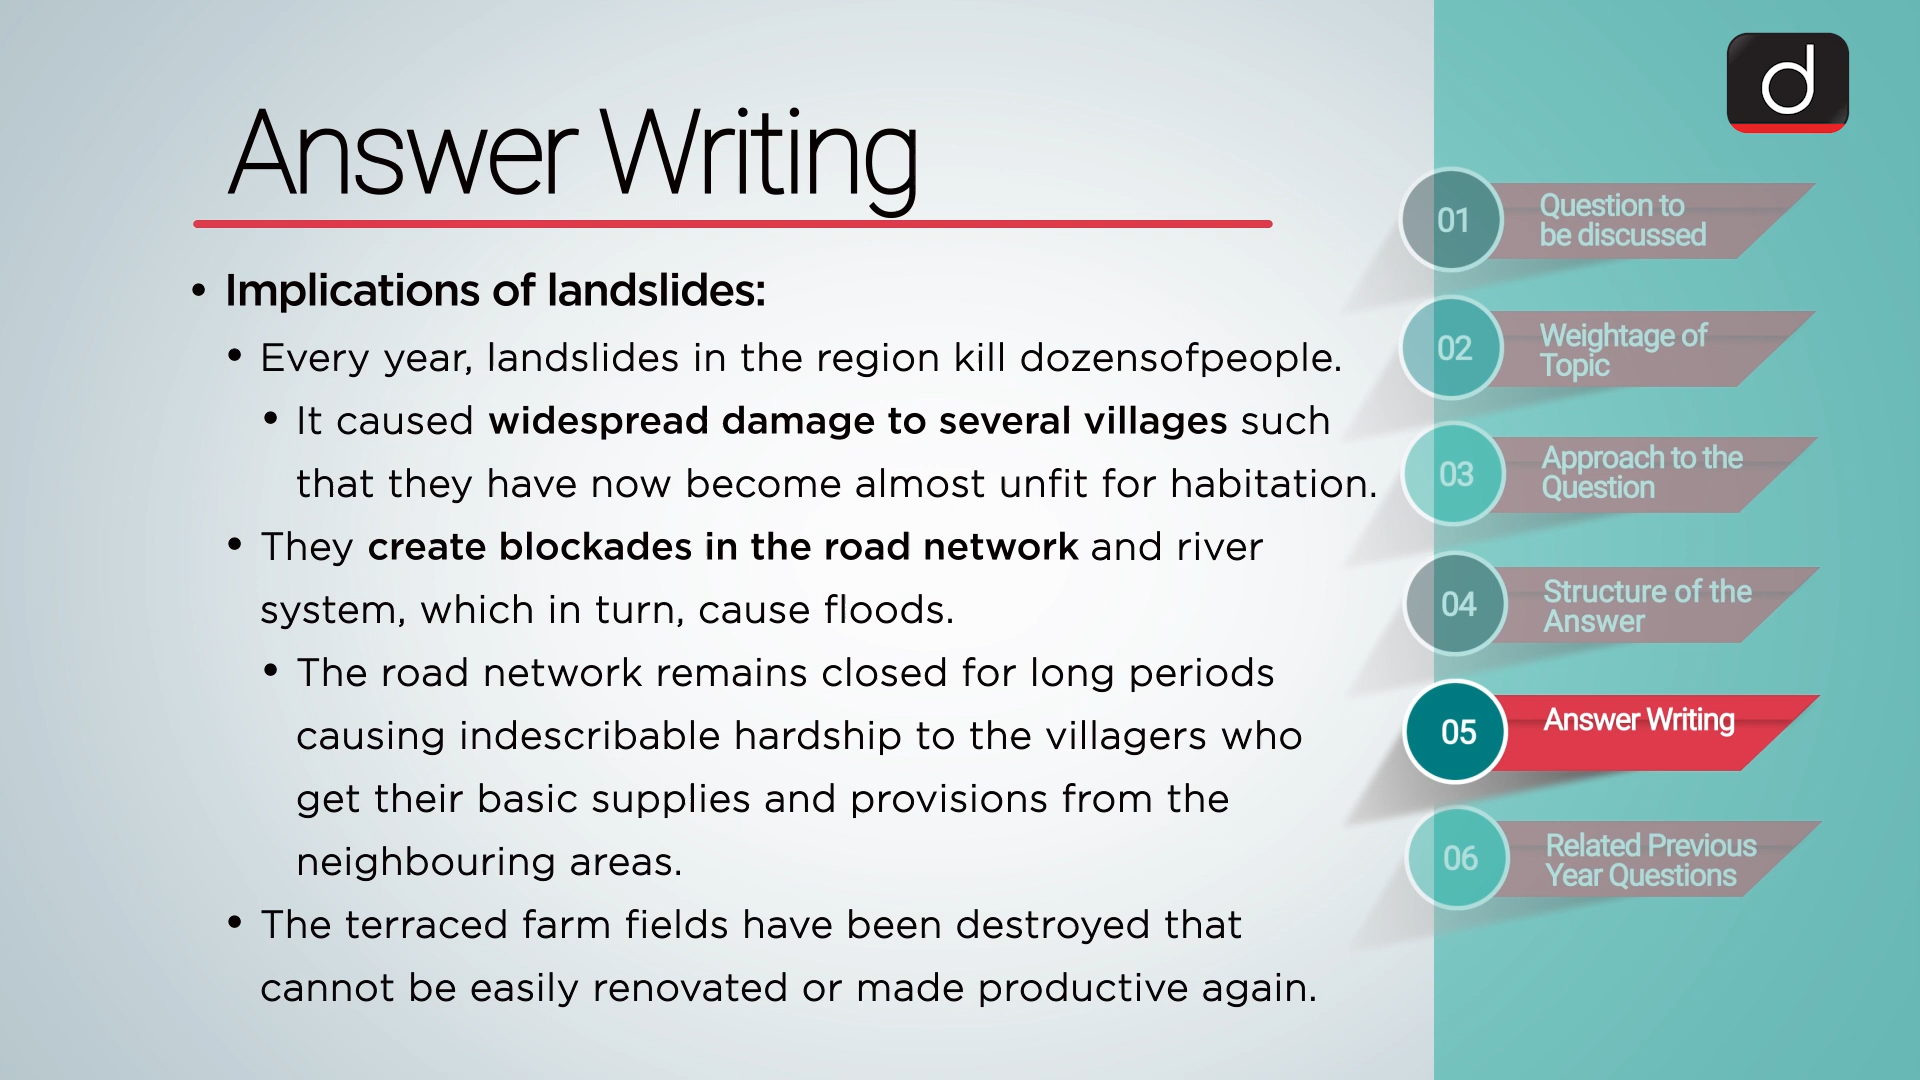 Answer Writing
• Implications of landslides:
• Every year, landslides in the region kill dozensofpeople.
• It caused widespread damage to several villages such
that they have now become almost unfit for habitation.
• They create blockades in the road network and river
system, which in turn, cause floods.
• The road network remains closed for long periods
causing indescribable hardship to the villagers who
get their basic supplies and provisions from the
neighbouring areas.
• The terraced farm fields have been destroyed that
cannot be easily renovated or made productive again.
d
01 Question to
be discussed
02 Weightage of
Topic
03 Approach to the
Question
04 Structure of the
Answer
05 Answer Writing
06 Related Previous
Year Questions